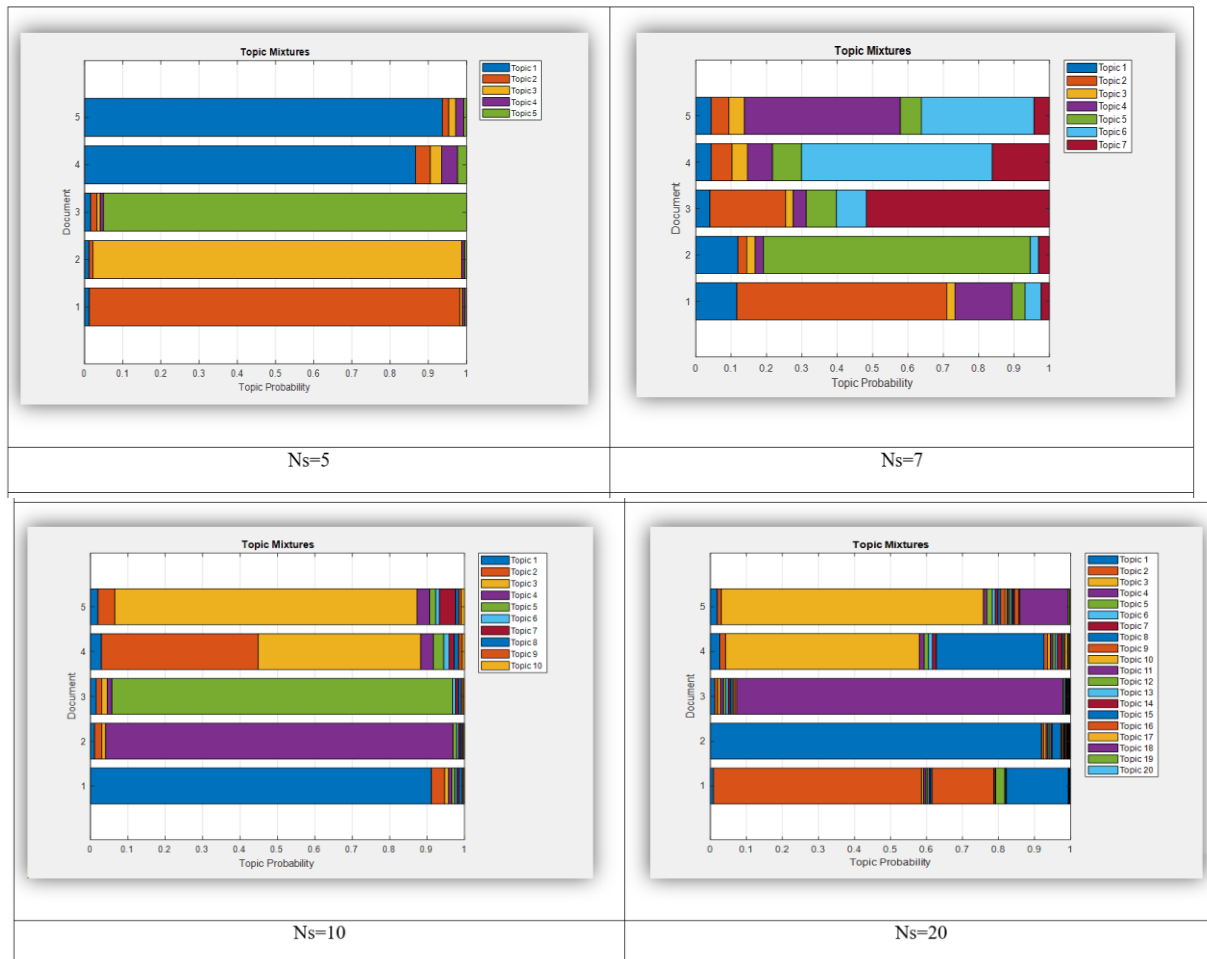 Topic Mixtures
Topic 1
Topic 2
Topic 3
Topic 4
Topic 5
Document
5
4
3
2
1
0 0.1 0.2 0.3 0.4 0.5 0.6 0.7 0.8 0.9 1
Topic Probability
Ns=5
Topic Mixtures
Topic 1
Topic 2
Topic 3
Topic 4
Topic 5
Topic 6
Topic 7
Document
5
4
3
2
1
0 0.1 0.2 0.3 0.4 0.5 0.6 0.7 0.8 0.9 1
Topic Probability
Ns=7
Topic Mixtures
Topic 1
Topic 2
Topic 3
Topic 4
Topic 5
Topic 6
Topic 7
Topic 8
Topic 9
Topic 10
Document
5
4
3
2
1
0 0.1 0.2 0.3 0.4 0.5 0.6 0.7 0.8 0.9 1
Topic Probability
Ns=10
Topic Mixtures
Topic 1
Topic 2
Topic 3
Topic 4
Topic 5
Topic 6
Topic 7
Topic 8
Topic 9
Topic 10
Topic 11
Topic 12
Topic 13
Topic 14
Topic 15
Topic 16
Topic 17
Topic 18
Topic 19
Topic 20
Document
5
4
3
2
1
0 0.1 0.2 0.3 0.4 0.5 0.6 0.7 0.8 0.9 1
Topic Probability
Ns=20